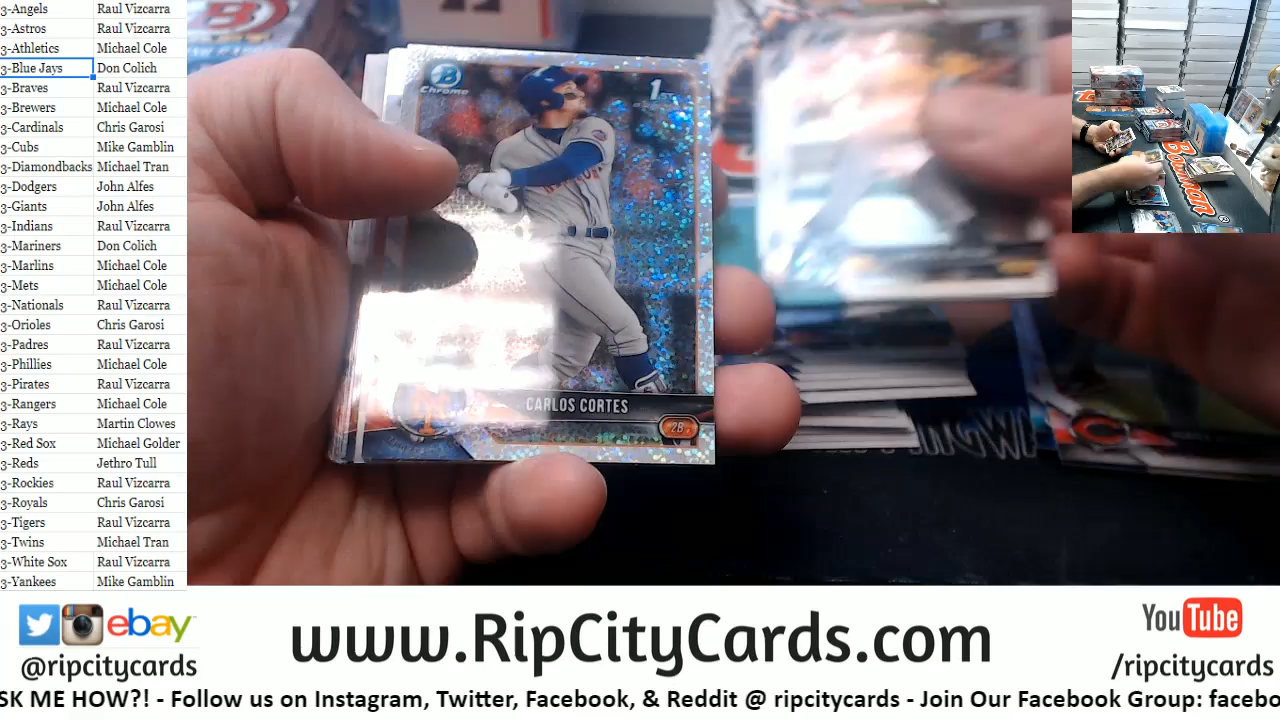 3-Angels Raul Vizcarra
3-Astros Raul Vizcarra
3-Athletics Michael Cole
3-Blue Jays Don Colich
3-Braves Raul Vizcarra
3-Brewers Michael Cole
3-Cardinals Chris Garosi
3-Cubs Mike Gamblin
3-Diamondbacks Michael Tran
3-Dodgers John Alfes
3-Giants John Alfes
3-Indians Raul Vizcarra
3-Mariners Don Colich
3-Marlins Michael Cole
3-Mets Michael Cole
3-Nationals Raul Vizcarra
3-Orioles Chris Garosi
3-Padres Raul Vizcarra
3-Phillies Michael Cole
3-Pirates Raul Vizcarra
3-Rangers Michael Cole
3-Rays Martin Clowes
3-Red Sox Michael Golder
3-Reds Jethro Tull
3-Rockies Raul Vizcarra
3-Royals Chris Garosi
3-Tigers Raul Vizcarra
3-Twins Michael Tran
3-White Sox Raul Vizcarra
3-Yankees Mike Gamblin
B
Chrome
1ST
CARLOS CORTES
2B
BOWMAN
ebay
@ripcitycards
www.RipCityCards.com
YouTube
/ripcitycards
SK ME HOW?! - Follow us on Instagram, Twitter, Facebook, & Reddit @ ripcitycards - Join Our Facebook Group: facebo